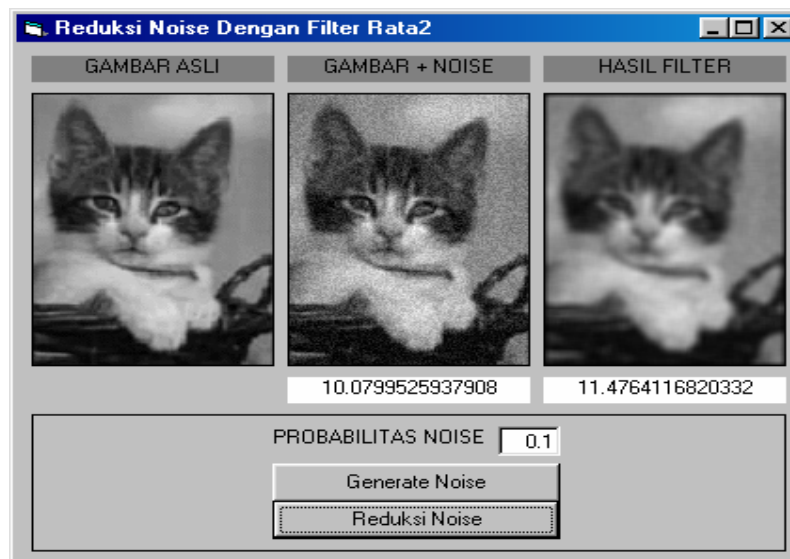 Reduksi Noise Dengan Filter Rata2
GAMBAR ASLI
GAMBAR + NOISE
HASIL FILTER
10.0799525937908
11.4764116820332
PROBABILITAS NOISE 0.1
Generate Noise
Reduksi Noise